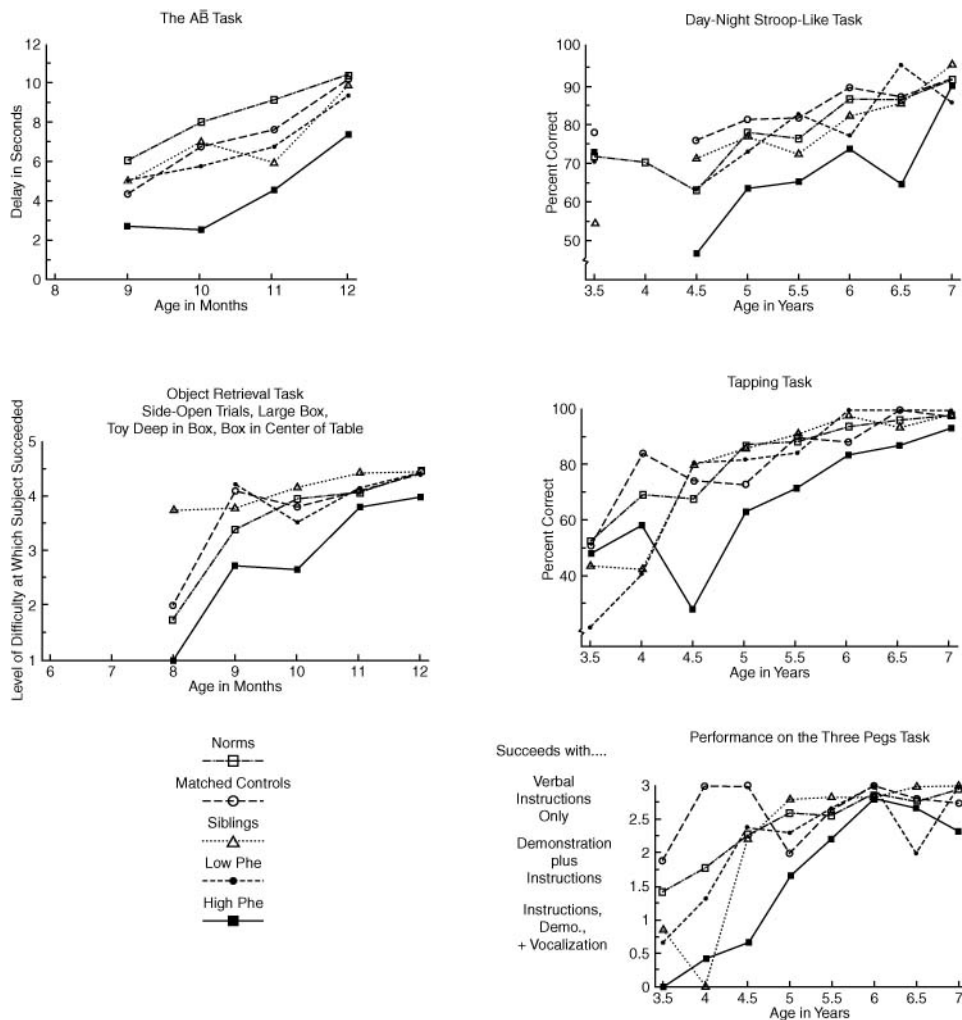 The AB̄ Task
12
10
8
6
4
2
0
Delay in Seconds
8 9 10 11 12
Age in Months
Day-Night Stroop-Like Task
100
90
80
70
60
50
Percent Correct
3.5 4 4.5 5 5.5 6 6.5 7
Age in Years
Object Retrieval Task
Side-Open Trials, Large Box,
Toy Deep in Box, Box in Center of Table
5
4
3
2
1
Level of Difficulty at Which Subject Succeeded
6 7 8 9 10 11 12
Age in Months
Tapping Task
100
80
60
40
Percent Correct
3.5 4 4.5 5 5.5 6 6.5 7
Age in Years
Norms
Matched Controls
Siblings
Low Phe
High Phe
Performance on the Three Pegs Task
Succeeds with....
Verbal
Instructions
Only
Demonstration
plus
Instructions
Instructions,
Demo.,
+ Vocalization
3
2.5
2
1.5
1
0.5
0
3.5 4 4.5 5 5.5 6 6.5 7
Age in Years